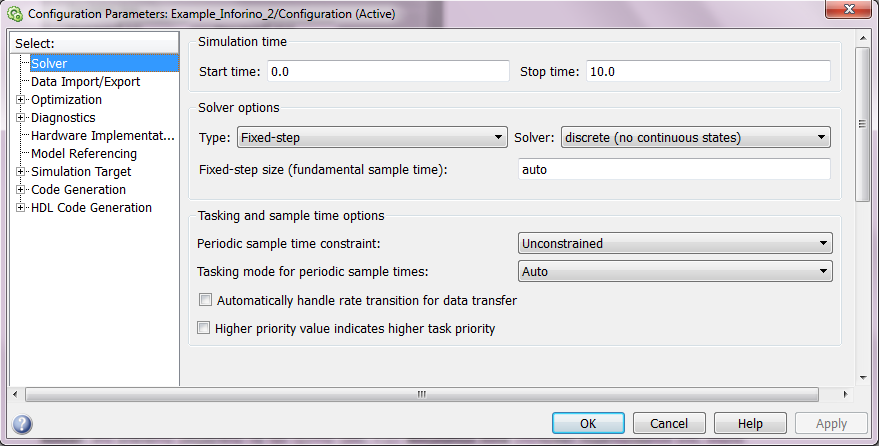 Configuration Parameters: Example_Inforino_2/Configuration (Active)
Select:
Solver
Data Import/Export
Optimization
Diagnostics
Hardware Implementat...
Model Referencing
Simulation Target
Code Generation
HDL Code Generation
Simulation time
Start time: 0.0 Stop time: 10.0
Solver options
Type: Fixed-step Solver: discrete (no continuous states)
Fixed-step size (fundamental sample time): auto
Tasking and sample time options
Periodic sample time constraint: Unconstrained
Tasking mode for periodic sample times: Auto
Automatically handle rate transition for data transfer
Higher priority value indicates higher task priority
OK Cancel Help Apply